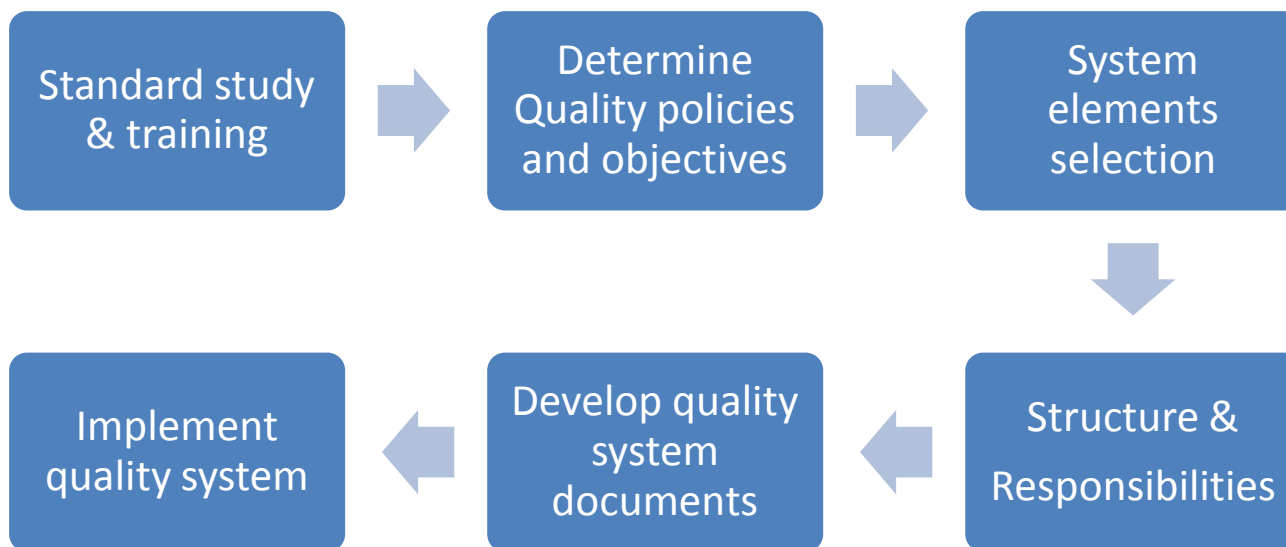 Standard study
& training
Determine
Quality policies
and objectives
System
elements
selection
Structure &
Responsibilities
Develop quality
system
documents
Implement
quality system